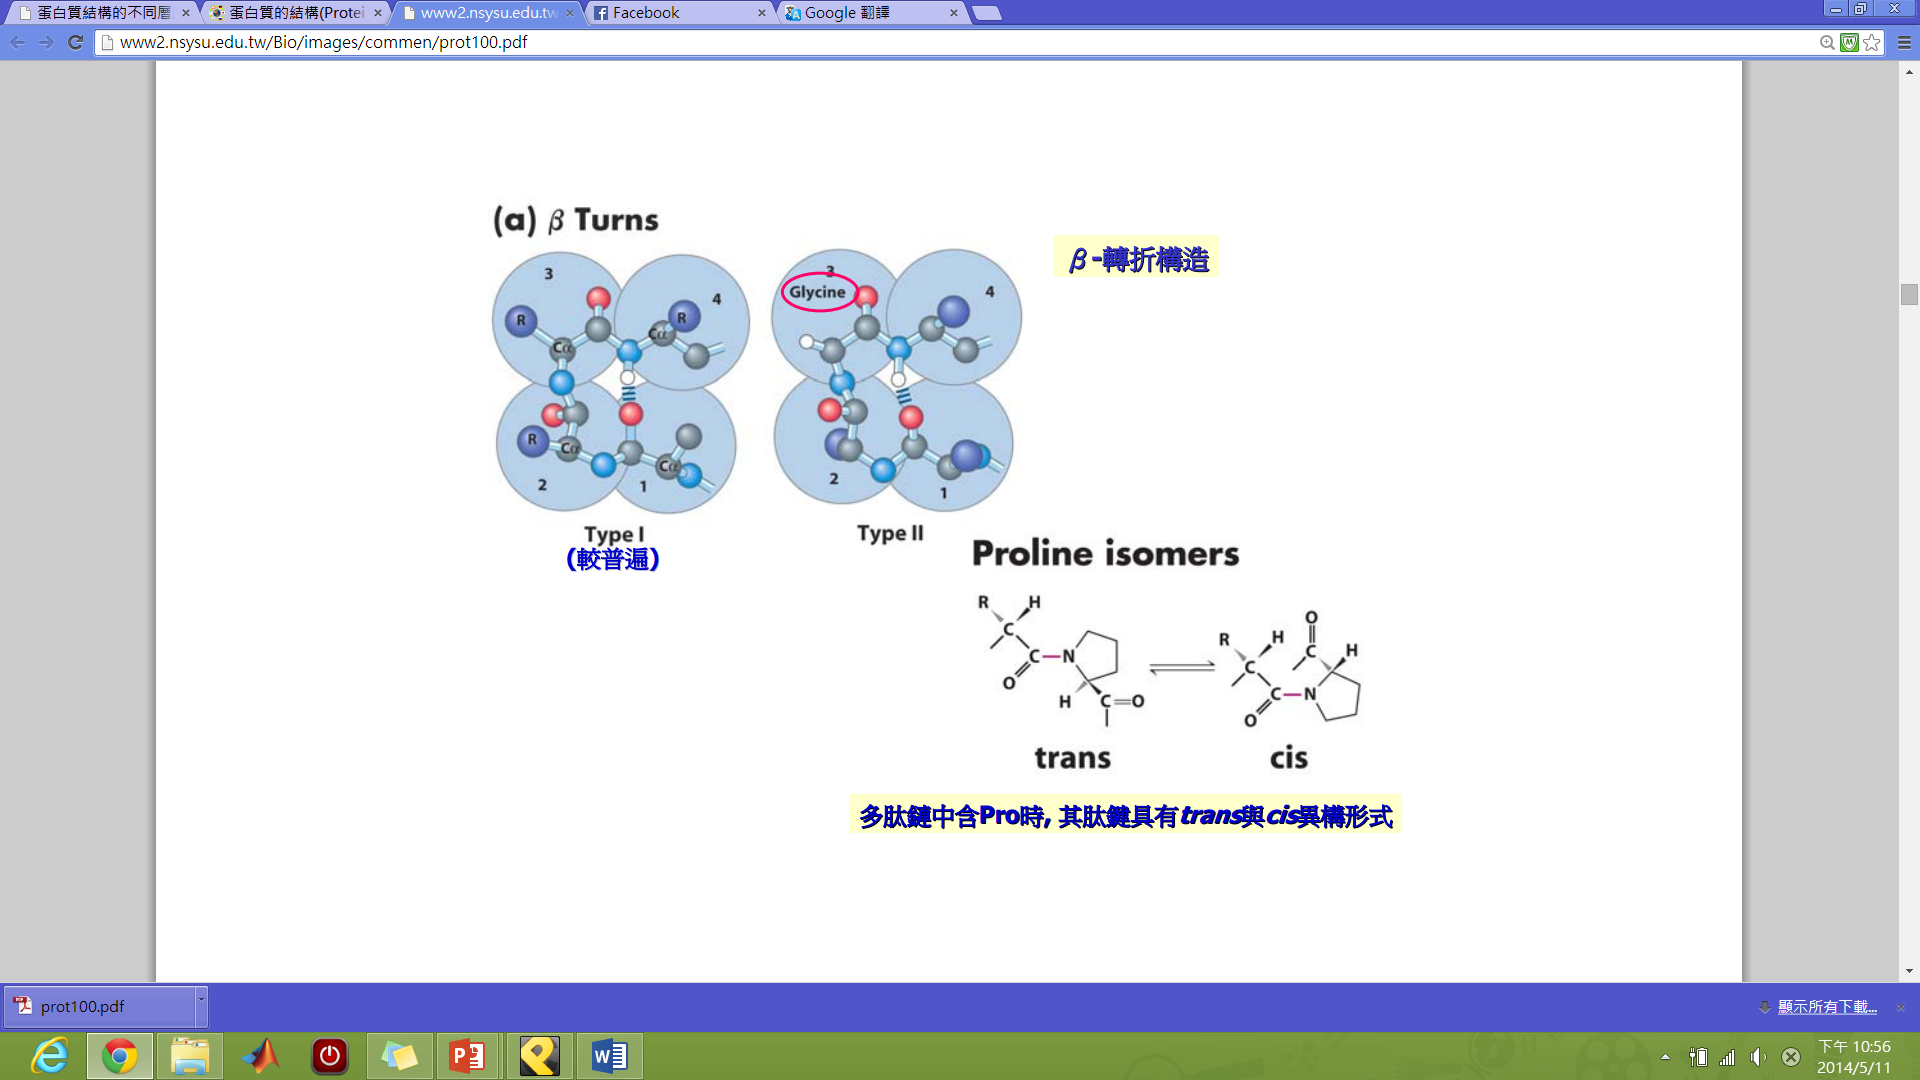 蛋白質結構的不同層
蛋白質的結構(Protei
www2.nsysu.edu.tw
Facebook
Google 翻譯
www2.nsysu.edu.tw/Bio/images/commen/prot100.pdf
(a) β Turns
β-轉折構造
3
4
R
R
Cα
Cα
R
Cα
Cα
2
1
Type I
(較普遍)
3
Glycine
4
2
1
Type II
Proline isomers
R H
C
C N
O
H C O
trans
O
R H C H
C
C N
O
cis
多肽鏈中含Pro時, 其肽鍵具有trans與cis異構形式
prot100.pdf
顯示所有下載...
下午 10:56
2014/5/11